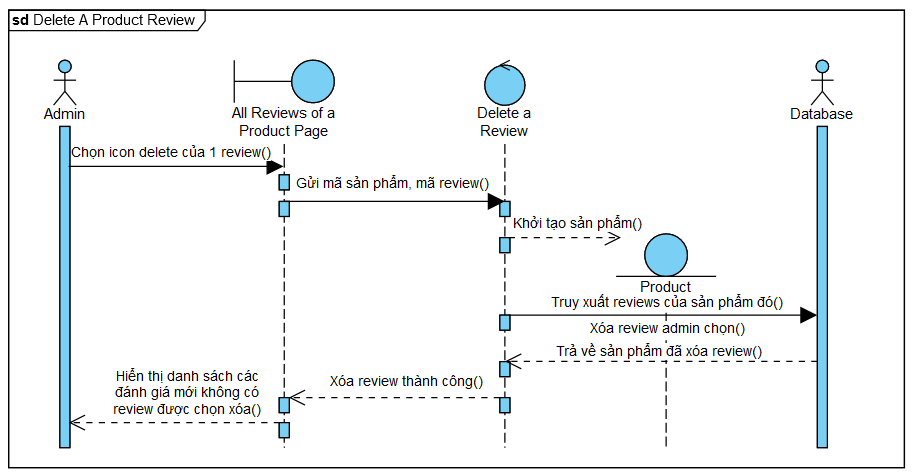 sd Delete A Product Review
Admin
All Reviews of a
Product Page
Delete a
Review
Database
Chọn icon delete của 1 review()
Gửi mã sản phẩm, mã review()
Khởi tạo sản phẩm()
Product
Truy xuất reviews của sản phẩm đó()
Xóa review admin chọn()
Trả về sản phẩm đã xóa review()
Xóa review thành công()
Hiển thị danh sách các
đánh giá mới không có
review được chọn xóa()